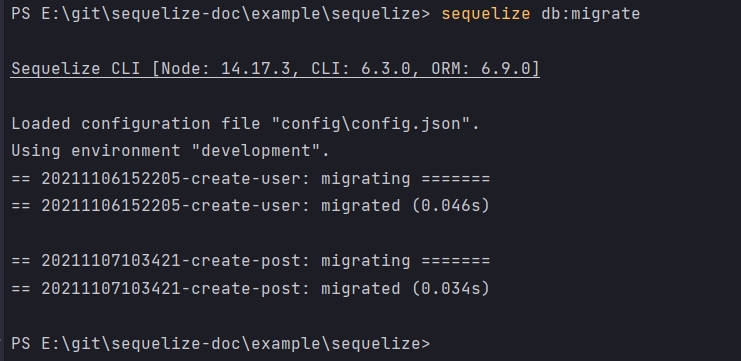 PS E:\git\sequelize-doc\example\sequelize> sequelize db:migrate
Sequelize CLI [Node: 14.17.3, CLI: 6.3.0, ORM: 6.9.0]
Loaded configuration file "config\config.json".
Using environment "development".
== 20211106152205-create-user: migrating =======
== 20211106152205-create-user: migrated (0.046s)
== 20211107103421-create-post: migrating =======
== 20211107103421-create-post: migrated (0.034s)
PS E:\git\sequelize-doc\example\sequelize>